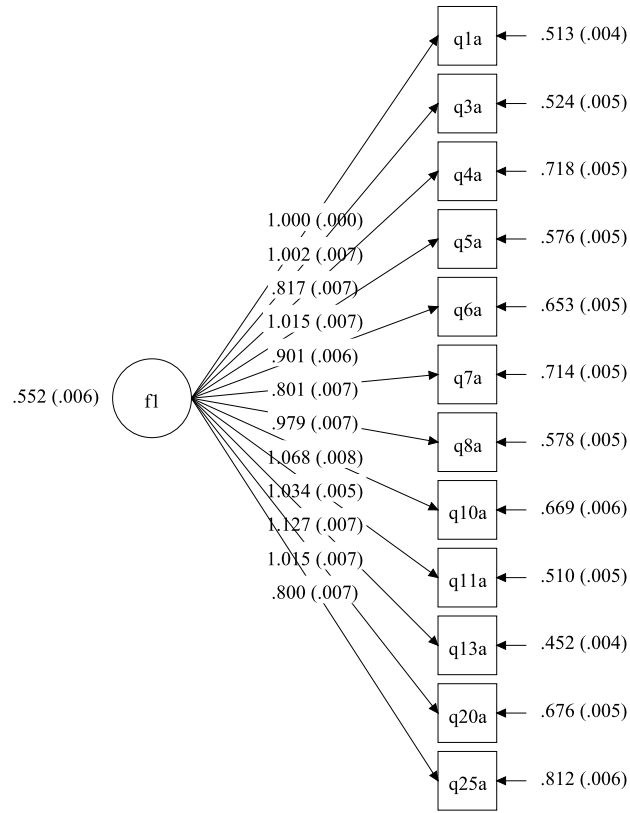 q1a .513 (.004)
q3a .524 (.005)
q4a .718 (.005)
1.000 (.000)
q5a .576 (.005)
1.002 (.007)
.817 (.007)
q6a .653 (.005)
1.015 (.007)
.901 (.006)
q7a .714 (.005)
.801 (.007)
.552 (.006) f1
.979 (.007)
q8a .578 (.005)
1.068 (.008)
1.034 (.005)
q10a .669 (.006)
1.127 (.007)
1.015 (.007)
q11a .510 (.005)
.800 (.007)
q13a .452 (.004)
q20a .676 (.005)
q25a .812 (.006)